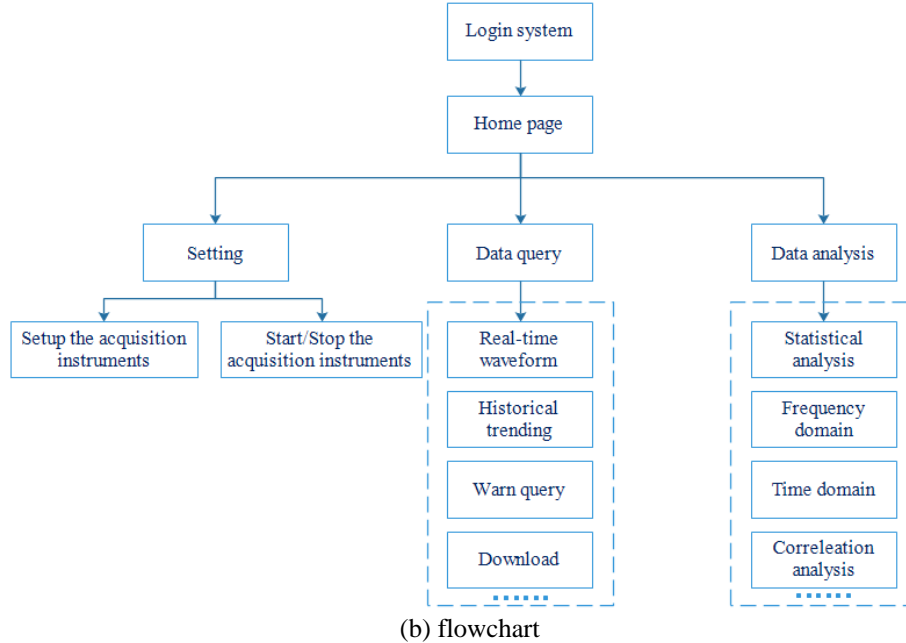 Login system
Home page
Setting
Data query
Data analysis
Setup the acquisition
instruments
Start/Stop the
acquisition instruments
Real-time
waveform
Historical
trending
Warn query
Download
Statistical
analysis
Frequency
domain
Time domain
Correleation
analysis
(b) flowchart